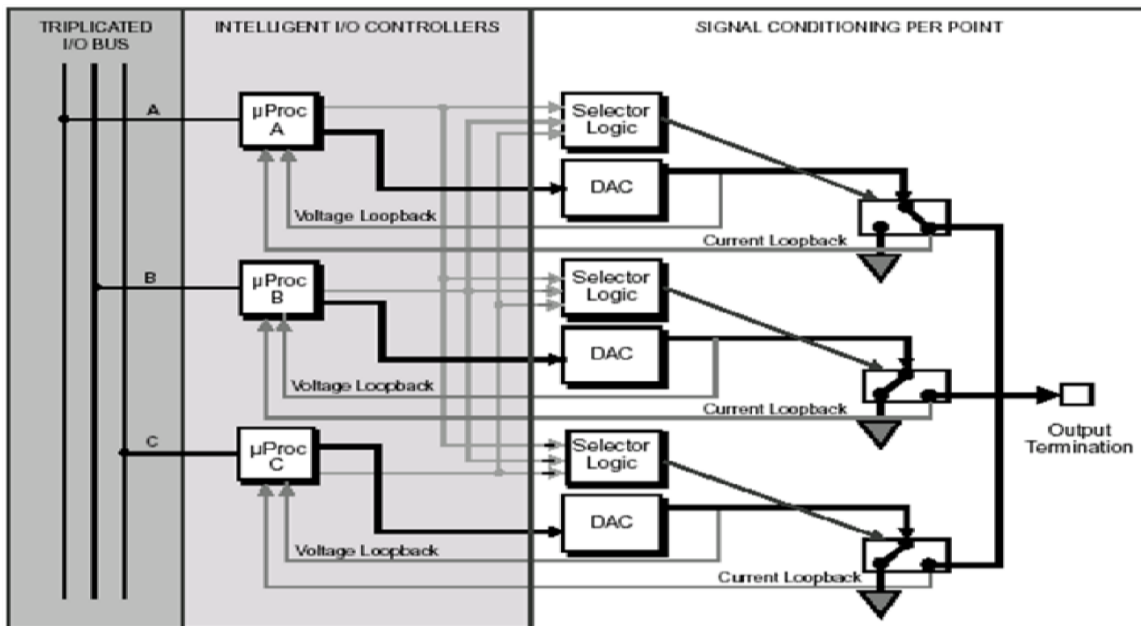 TRIPLICATED
I/O BUS
INTELLIGENT I/O CONTROLLERS
SIGNAL CONDITIONING PER POINT
A
µProc
A
Selector
Logic
DAC
Voltage Loopback
Current Loopback
B
µProc
B
Selector
Logic
DAC
Voltage Loopback
Current Loopback
Output
Termination
C
µProc
C
Selector
Logic
DAC
Voltage Loopback
Current Loopback